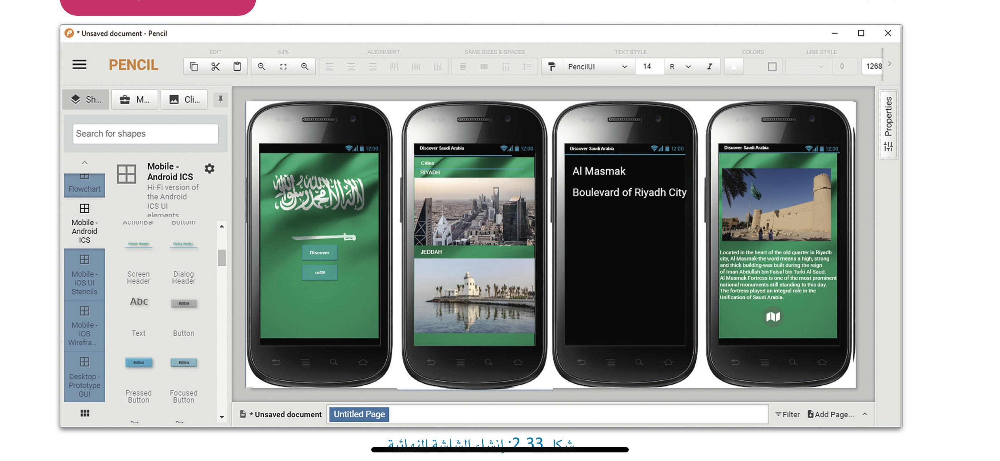 * Unsaved document - Pencil
EDIT
64%
ALIGNMENT
SAME SIZES & SPACES
TEXT STYLE
COLORS
LINE STYLE
PENCIL
PencilUI
14
R
I
A
0
1268
Sh...
M...
Cli...
Search for shapes
Properties
Flowchart
Mobile -
Android
ICS
Mobile -
iOS UI
Stencils
Mobile -
iOS
Wirefra...
Desktop -
Prototype
GUI
Mobile -
Android ICS
Hi-Fi version of
the Android
ICS UI
elements
ActionBar
Bottom
Screen Header
Dialog Header
Screen
Header
Dialog
Header
Abc
Button
Text
Button
Button
Button
Pressed
Button
Focused
Button
12:00
لا إله إلا الله محمد رسول الله
Discover
Discover Saudi Arabia
12:00
Cities
RIYADH
JEDDAH
Discover Saudi Arabia
12:00
Al Masmak
Boulevard of Riyadh City
Discover Saudi Arabia
12:00
Located in the heart of the old quarter in Riyadh
city, Al Masmak-the word means a high, strong
and thick building-was built during the reign
of Iman Abdullah bin Faisal bin Turki Al Saud.
Al Masmak Fortress is one of the most prominent
national monuments still standing to this day.
The fortress played an integral role in the
Unification of Saudi Arabia.
* Unsaved document
Untitled Page
Filter
Add Page...
شكل 2.33: إنشاء الشاشة النهائية